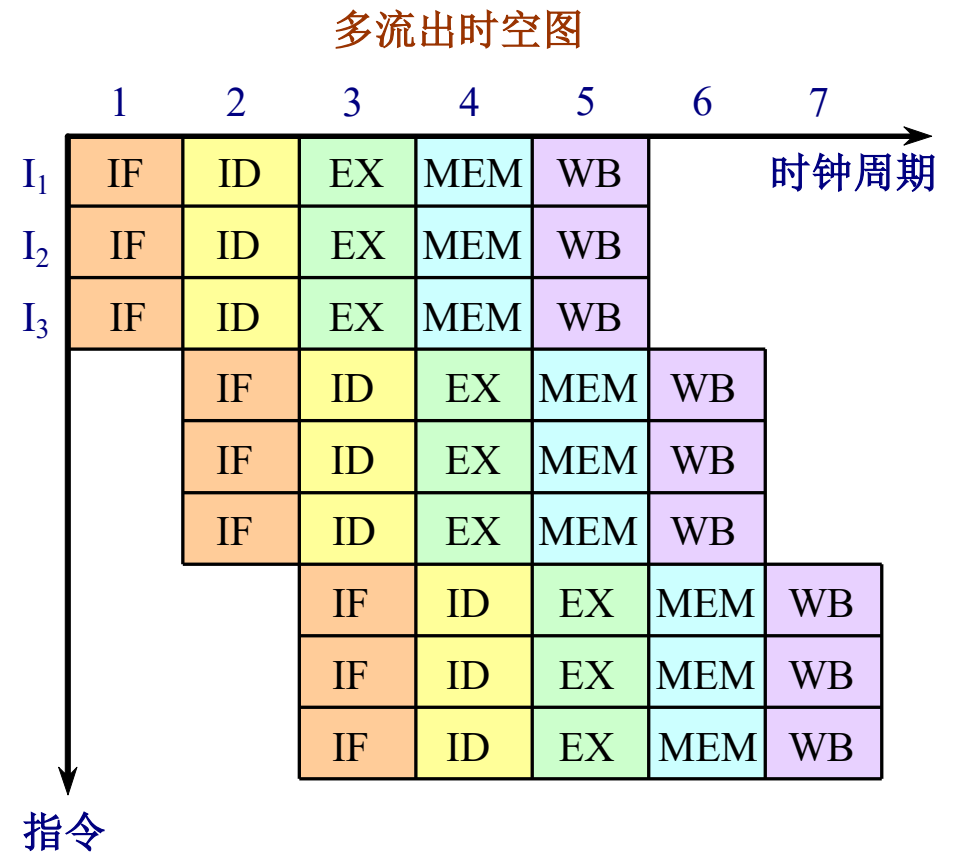 多流出时空图
1 2 3 4 5 6 7
时钟周期
I1 IF ID EX MEM WB
I2 IF ID EX MEM WB
I3 IF ID EX MEM WB
IF ID EX MEM WB
IF ID EX MEM WB
IF ID EX MEM WB
IF ID EX MEM WB
IF ID EX MEM WB
IF ID EX MEM WB
指令